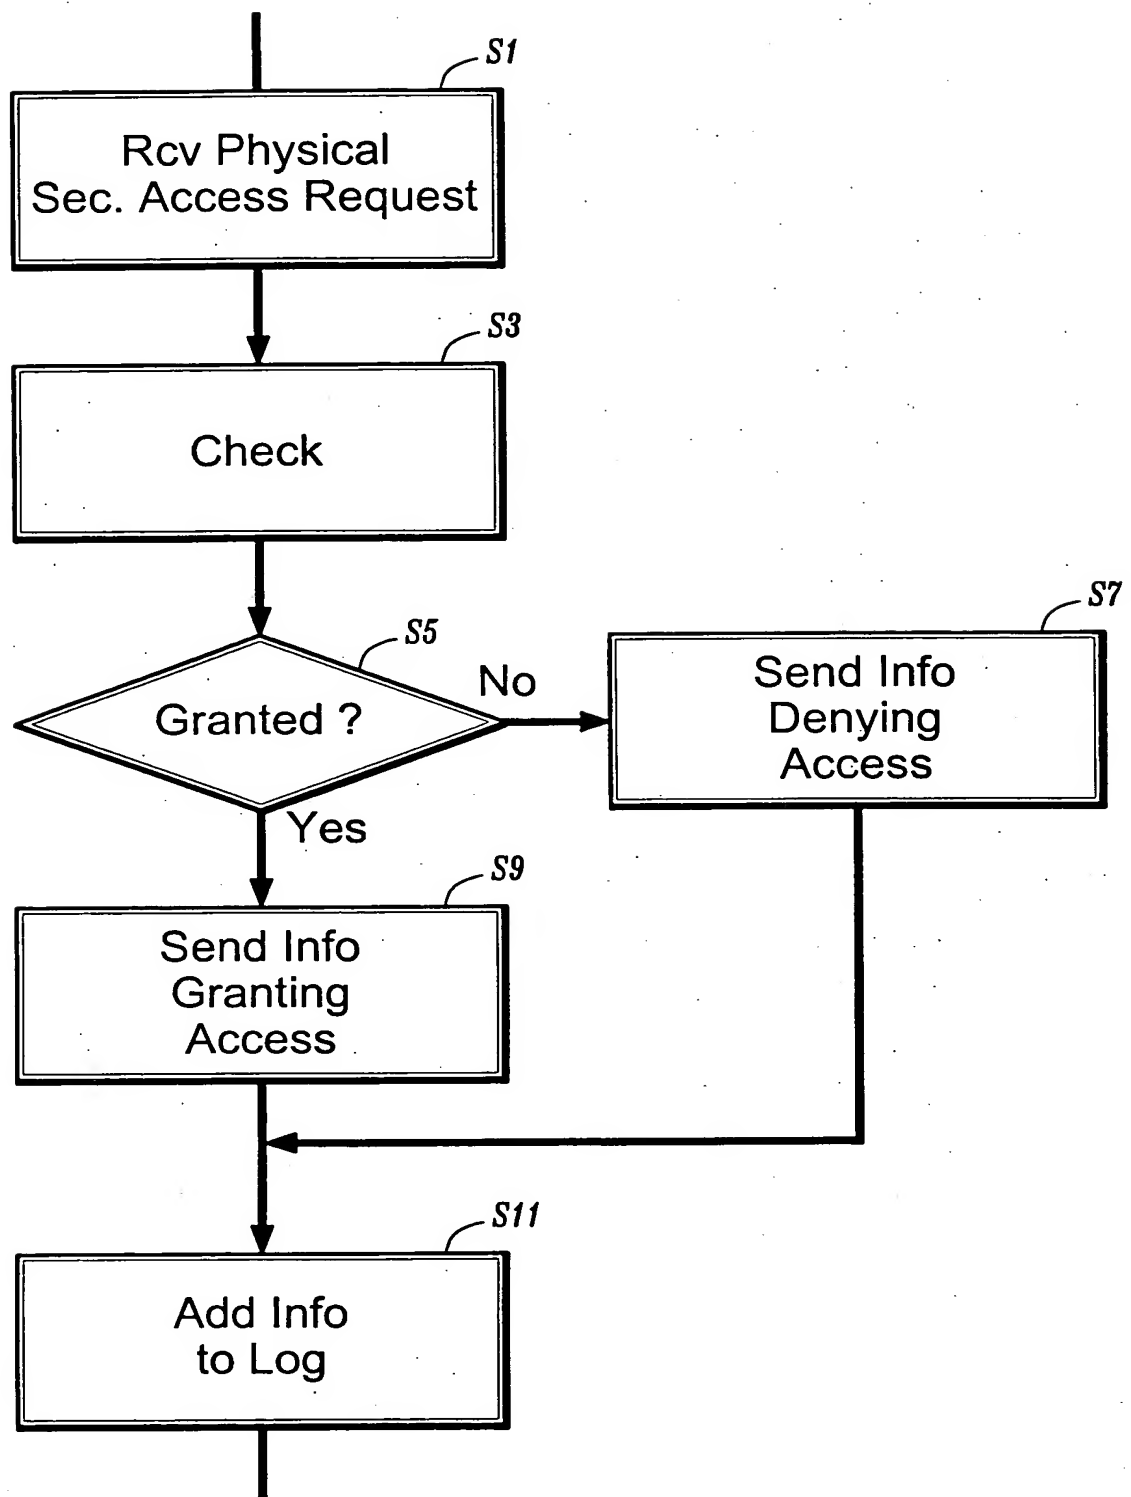 S1
Rcv Physical
Sec. Access Request
S3
Check
S5
Granted ?
No
S7
Send Info
Denying
Access
Yes
S9
Send Info
Granting
Access
S11
Add Info
to Log